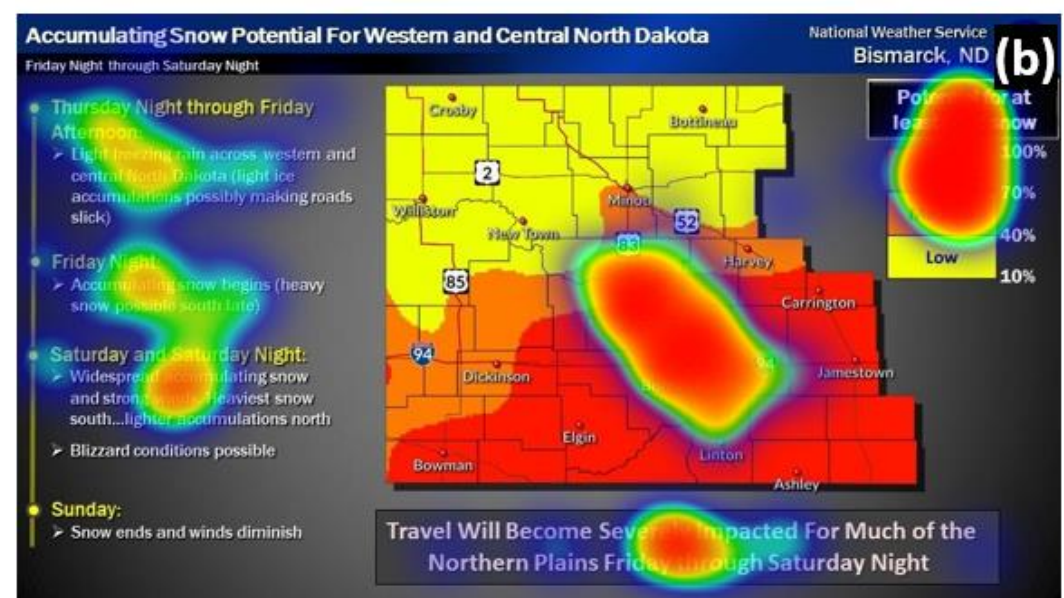 Accumulating Snow Potential For Western and Central North Dakota
Friday Night through Saturday Night
National Weather Service
Bismarck, ND
(b)
Thursday Night through Friday
Afternoon:
➢ Light freezing rain across western and
central North Dakota (light ice
accumulations possibly making roads
slick)
Friday Night:
➢ Accumulating snow begins (heavy
snow possible south late)
Saturday and Saturday Night:
➢ Widespread accumulating snow
and strong Heaviest snow
south...lighter accumulations north
➢ Blizzard conditions possible
Sunday:
➢ Snow ends and winds diminish
Crosby
Bottineau
2
Williston
Minot
52
New Town
83
Harvey
85
Carrington
94
94
Dickinson
Jamestown
Elgin
Linton
Bowman
Ashley
for at
100%
70%
40%
Low
10%
Travel Will Become Impacted For Much of the
Northern Plains Friday through Saturday Night